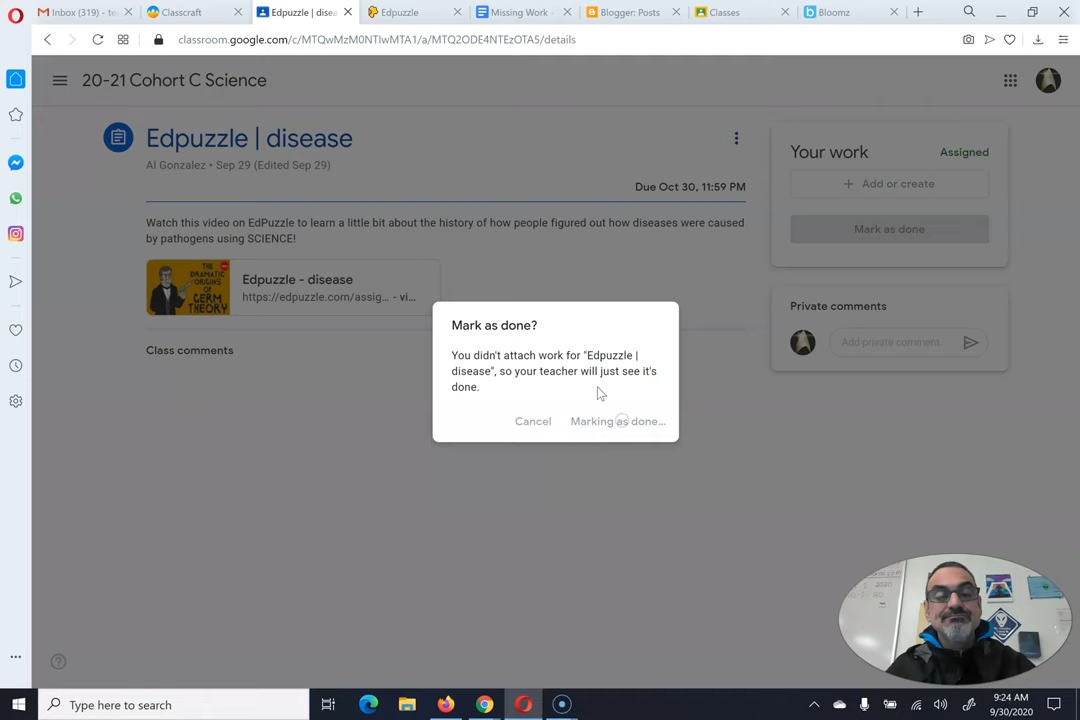 Inbox (319) - te
Classcraft
Edpuzzle | disea
Edpuzzle
Missing Work -
Blogger: Posts
Classes
Bloomz
classroom.google.com/c/MTQwMzM0NTIwMTA1/a/MTQ2ODE4NTEzOTA5/details
20-21 Cohort C Science
Edpuzzle | disease
Al Gonzalez • Sep 29 (Edited Sep 29)
Due Oct 30, 11:59 PM
Watch this video on EdPuzzle to learn a little bit about the history of how people figured out how diseases were caused
by pathogens using SCIENCE!
THE
DRAMATIC
ORIGINS
OF
GERM
THEORY
Edpuzzle - disease
https://edpuzzle.com/assig... - vi...
Class comments
Your work
Assigned
+ Add or create
Mark as done
Private comments
Add private comment...
Mark as done?
You didn't attach work for "Edpuzzle |
disease", so your teacher will just see it's
done.
Cancel
Marking as done...
Type here to search
9:24 AM
9/30/2020